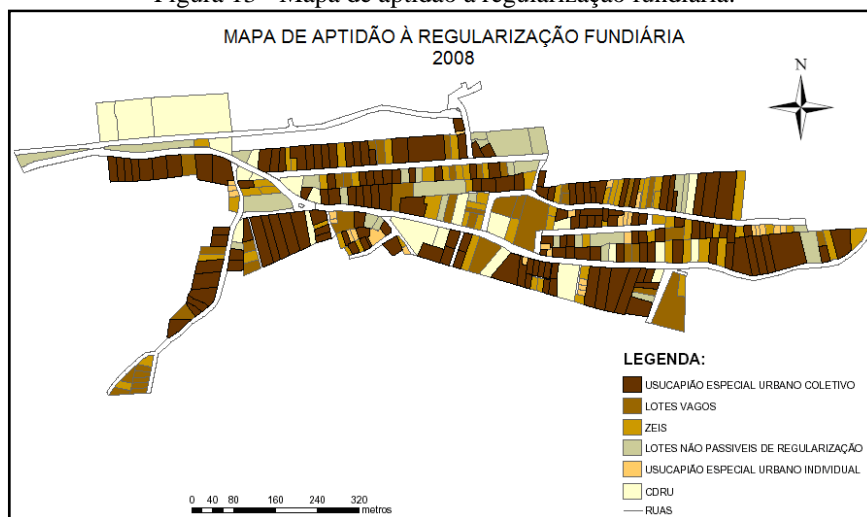 Figura 13 - Mapa de aptidão à regularização fundiária.
MAPA DE APTIDÃO À REGULARIZAÇÃO FUNDIÁRIA
2008
N
LEGENDA:
USUCAPIÃO ESPECIAL URBANO COLETIVO
LOTES VAGOS
ZEIS
LOTES NÃO PASSIVEIS DE REGULARIZAÇÃO
USUCAPIÃO ESPECIAL URBANO INDIVIDUAL
CDRU
RUAS
0 40 80 160 240 320
metros